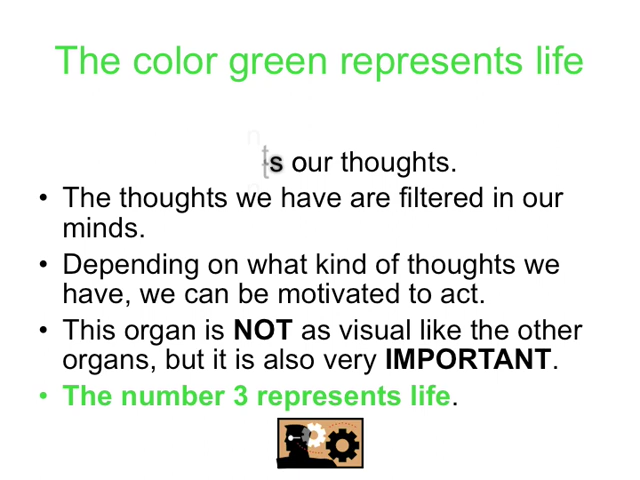 The color green represents life
our thoughts.
• The thoughts we have are filtered in our
minds.
• Depending on what kind of thoughts we
have, we can be motivated to act.
• This organ is NOT as visual like the other
organs, but it is also very IMPORTANT.
• The number 3 represents life.